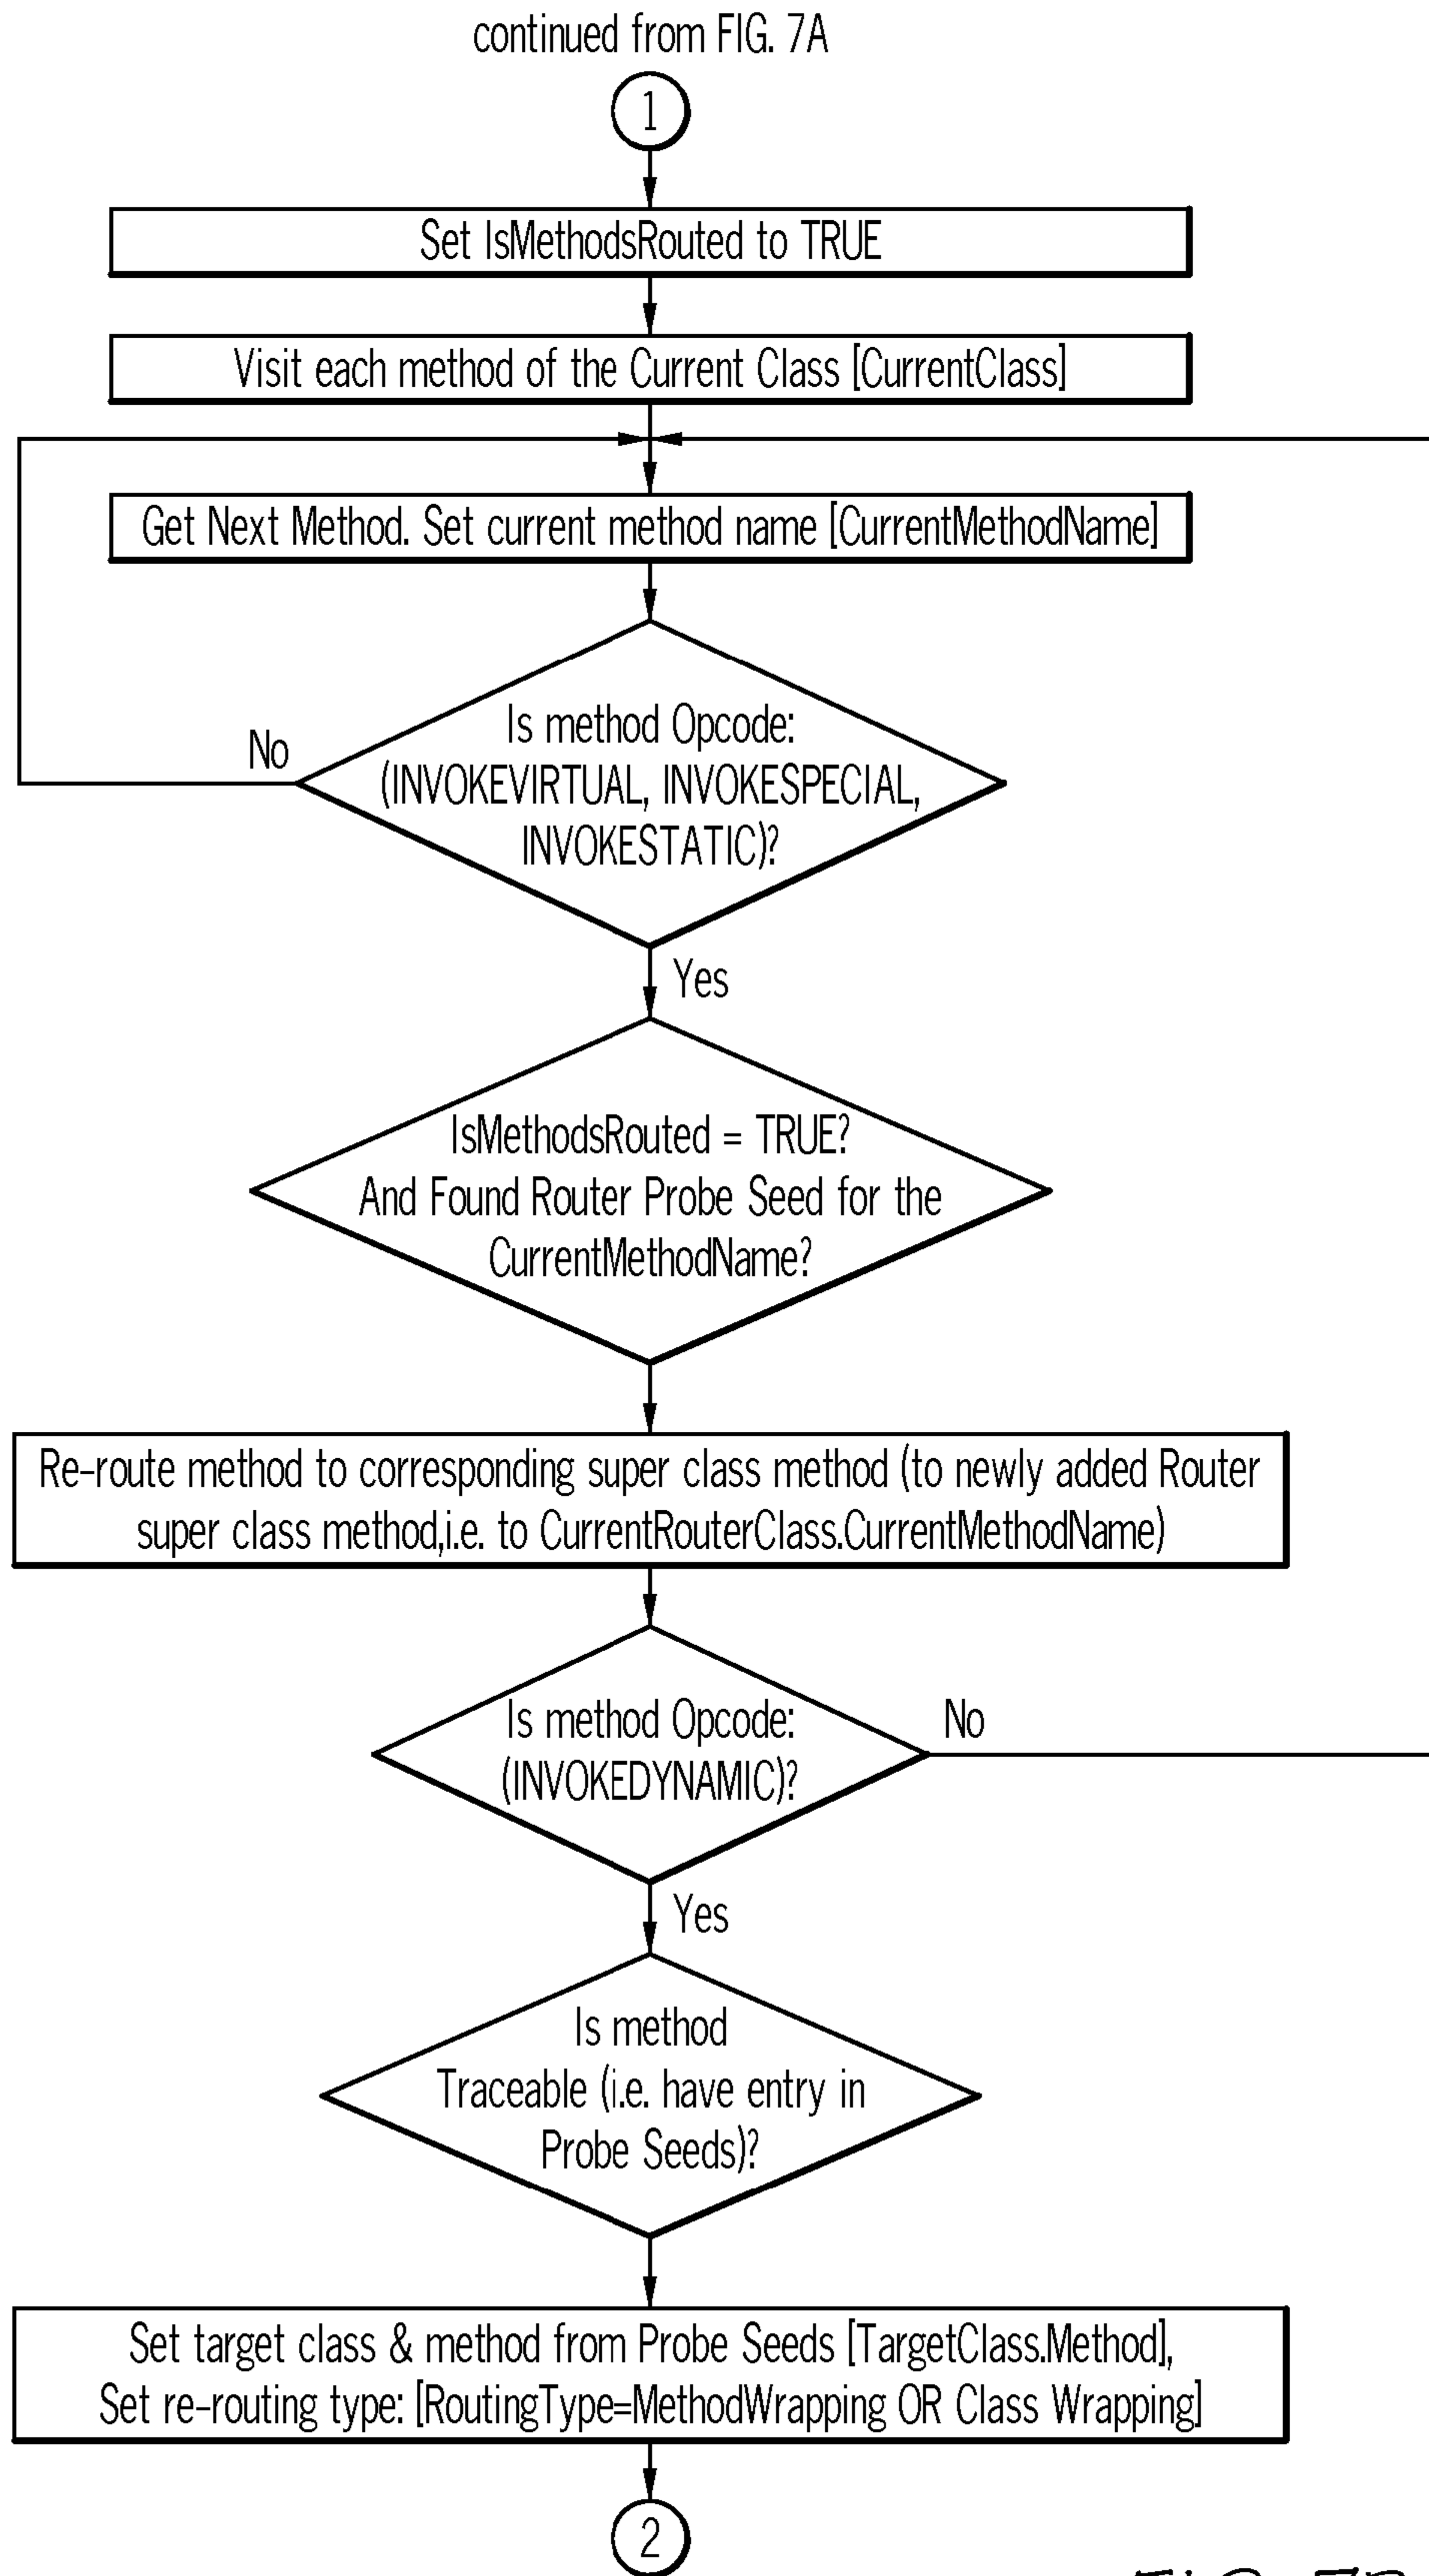 continued from FIG. 7A
1
Set IsMethodsRouted to TRUE
Visit each method of the Current Class [CurrentClass]
Get Next Method. Set current method name [CurrentMethodName]
Is method Opcode:
(INVOKEVIRTUAL, INVOKESPECIAL,
INVOKESTATIC)?
No
Yes
IsMethodsRouted = TRUE?
And Found Router Probe Seed for the
CurrentMethodName?
Re-route method to corresponding super class method (to newly added Router
super class method,i.e. to CurrentRouterClass.CurrentMethodName)
Is method Opcode:
(INVOKEDYNAMIC)?
No
Yes
Is method
Traceable (i.e. have entry in
Probe Seeds)?
Set target class & method from Probe Seeds [TargetClass.Method],
Set re-routing type: [RoutingType=MethodWrapping OR Class Wrapping]
2